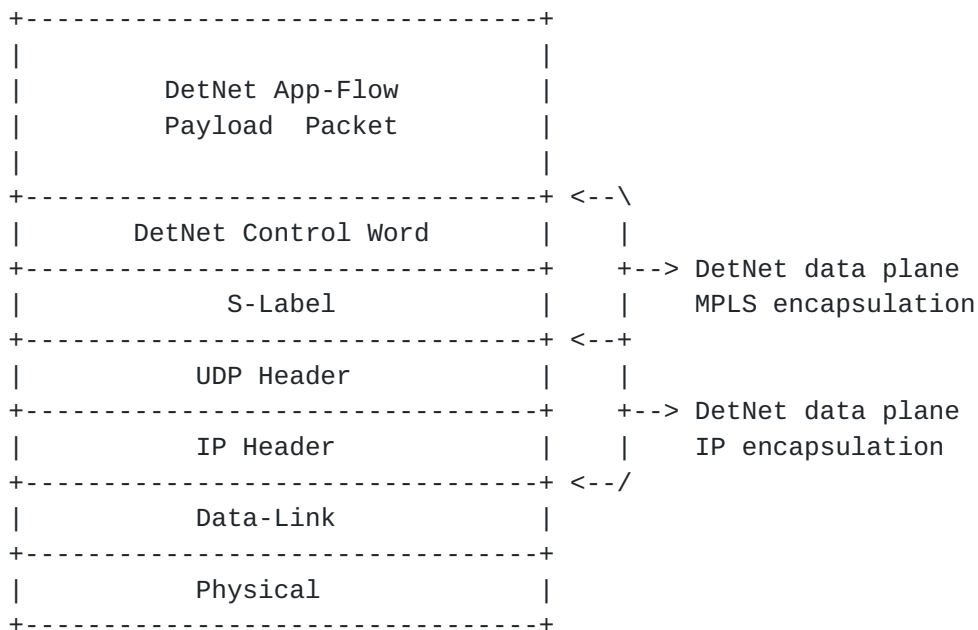 +---------------------------------+
|                                 |
|         DetNet App-Flow         |
|         Payload  Packet         |
|                                 |
+---------------------------------+ <--\
|       DetNet Control Word       |    |
+---------------------------------+    +--> DetNet data plane
|             S-Label             |    |    MPLS encapsulation
+---------------------------------+ <--+
|           UDP Header            |    |
+---------------------------------+    +--> DetNet data plane
|           IP Header             |    |    IP encapsulation
+---------------------------------+ <--/
|           Data-Link             |
+---------------------------------+
|           Physical              |
+---------------------------------+